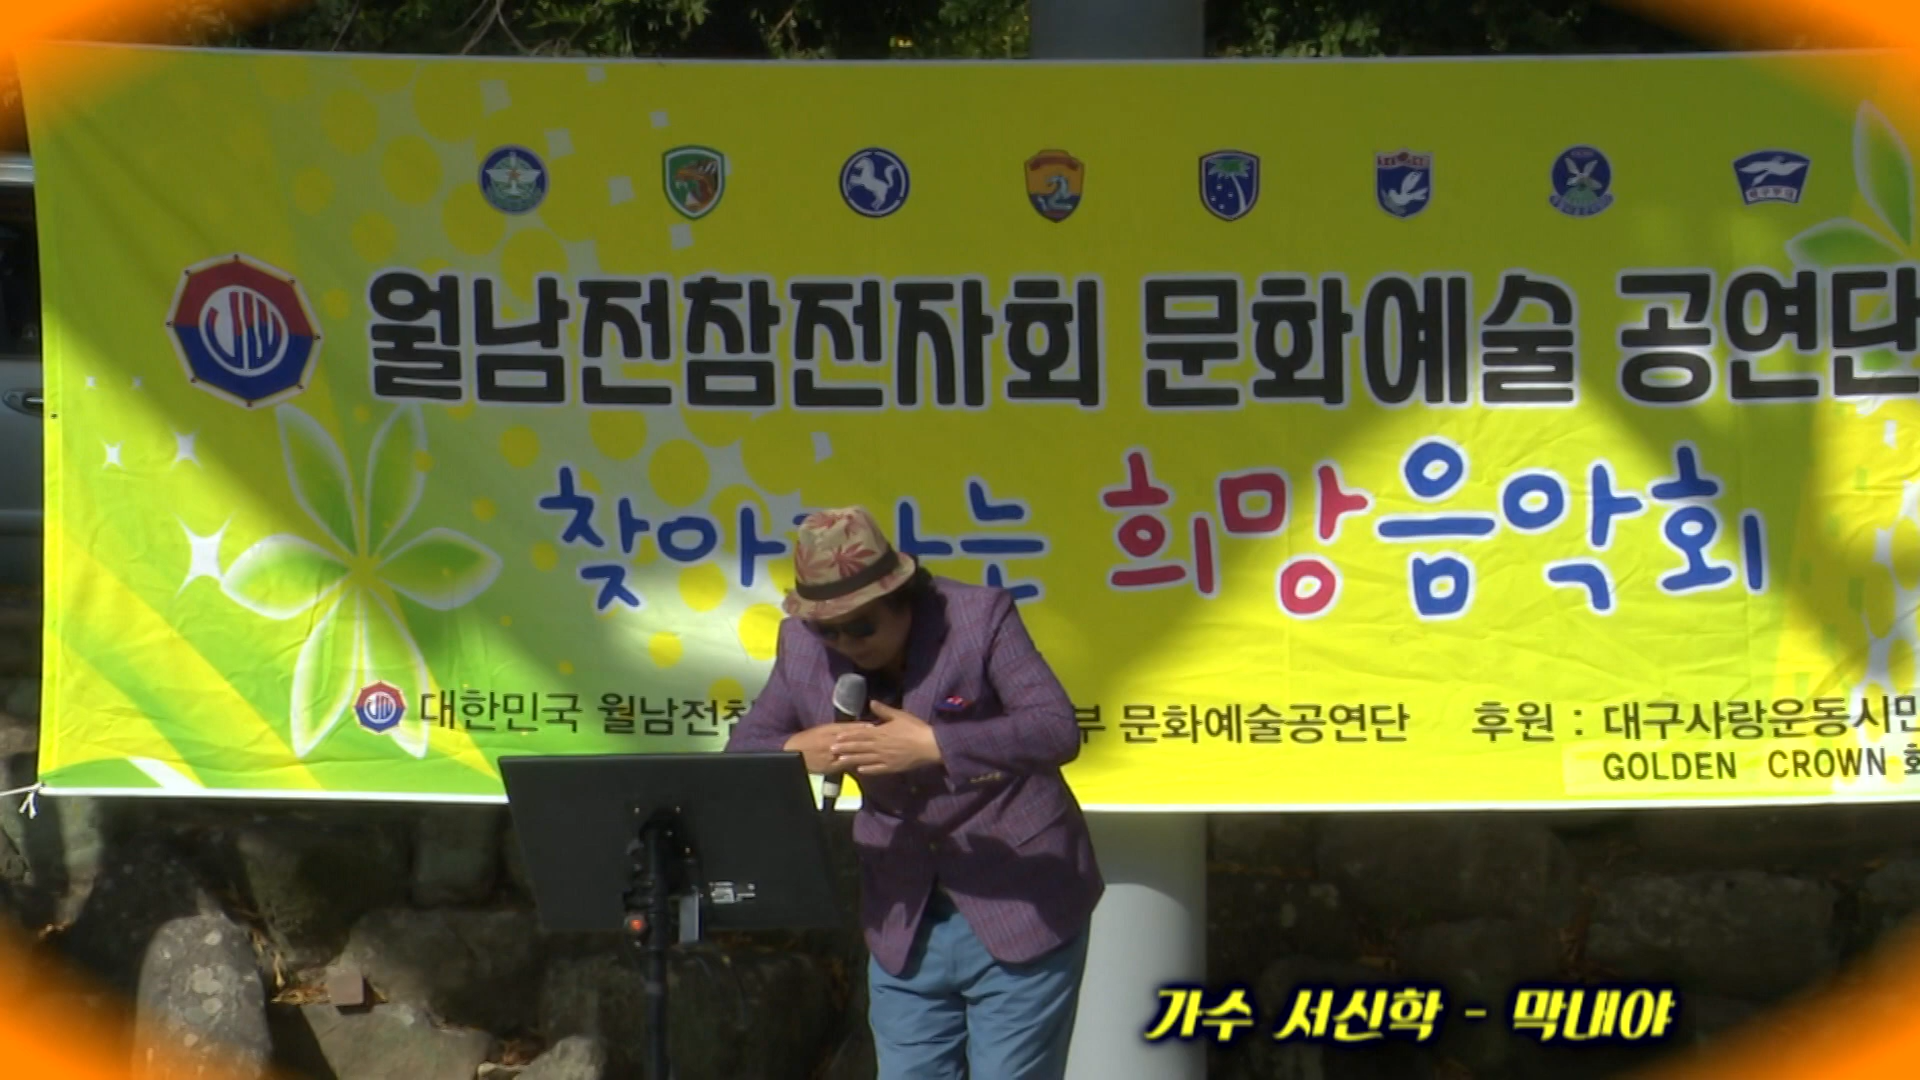 월남전참전자회 문화예술 공연단
찾아가는 희망음악회
대한민국 월남전참 부 문화예술공연단 후원 : 대구사랑운동시민
GOLDEN CROWN
가수 서신학 - 막내야